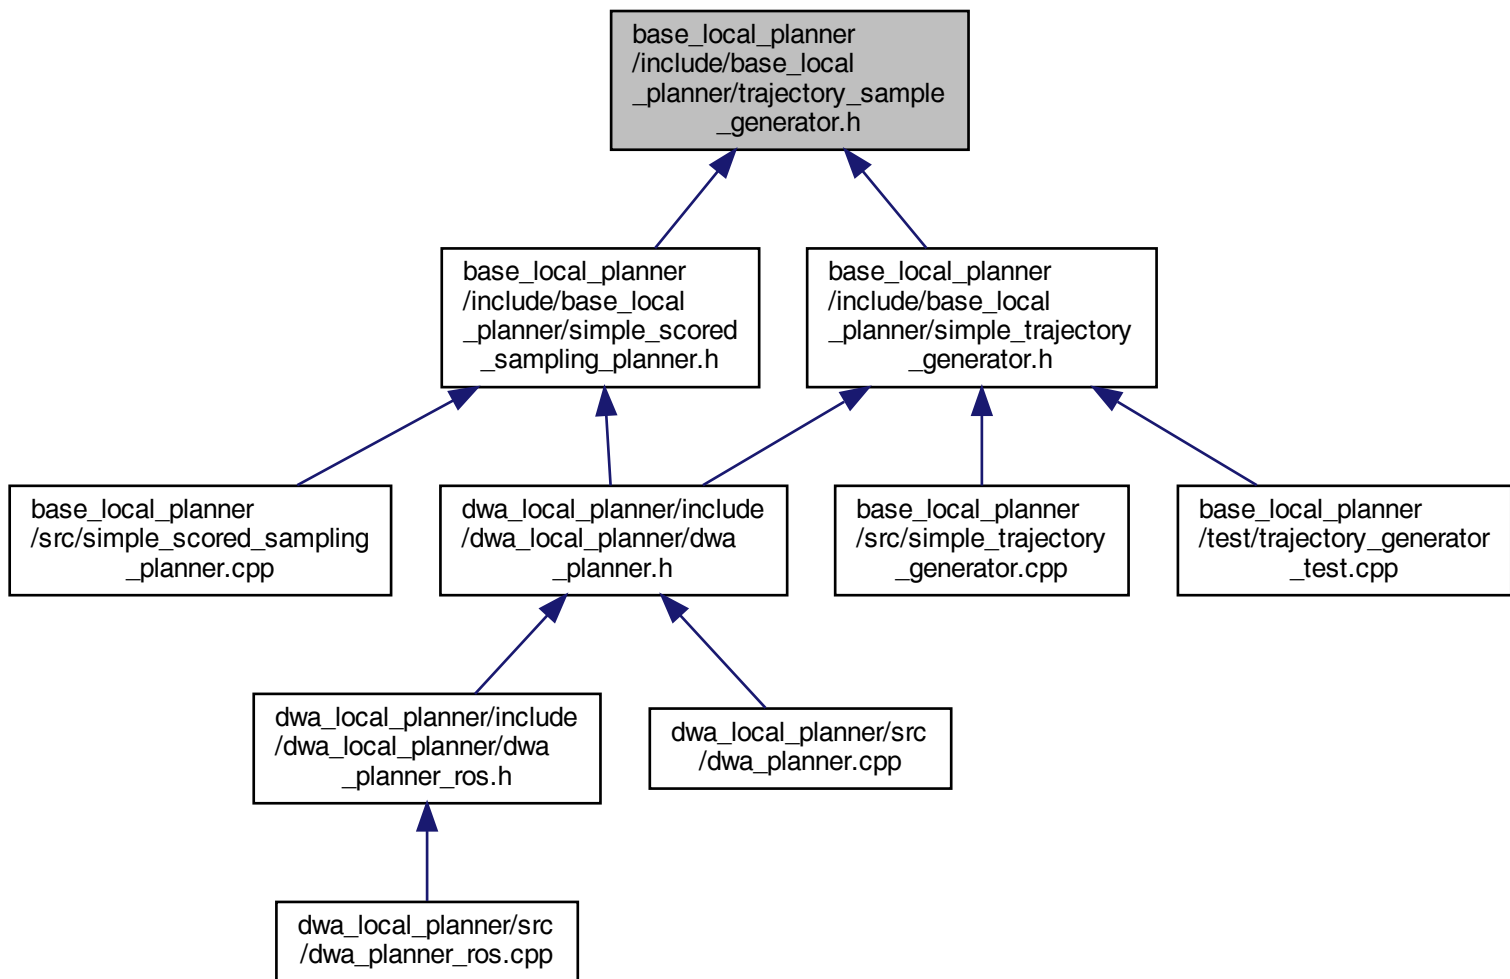 base_local_planner
/include/base_local
_planner/trajectory_sample
_generator.h
base_local_planner
/include/base_local
_planner/simple_scored
_sampling_planner.h
base_local_planner
/include/base_local
_planner/simple_trajectory
_generator.h
base_local_planner
/src/simple_scored_sampling
_planner.cpp
dwa_local_planner/include
/dwa_local_planner/dwa
_planner.h
base_local_planner
/src/simple_trajectory
_generator.cpp
base_local_planner
/test/trajectory_generator
_test.cpp
dwa_local_planner/include
/dwa_local_planner/dwa
_planner_ros.h
dwa_local_planner/src
/dwa_planner.cpp
dwa_local_planner/src
/dwa_planner_ros.cpp